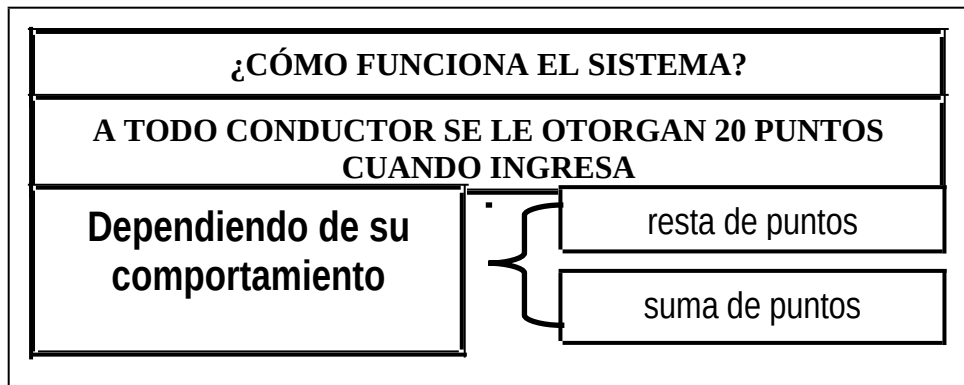 ¿CÓMO FUNCIONA EL SISTEMA?
A TODO CONDUCTOR SE LE OTORGAN 20 PUNTOS
CUANDO INGRESA
Dependiendo de su
comportamiento
resta de puntos
suma de puntos